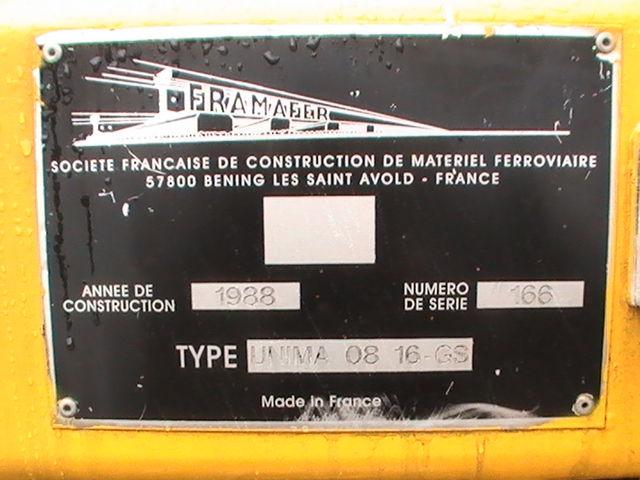 FRAMAFER
SOCIETE FRANCAISE DE CONSTRUCTION DE MATERIEL FERROVIAIRE
57800 BENING LES SAINT AVOLD - FRANCE
ANNEE DE
CONSTRUCTION
1988
NUMERO
DE SERIE
166
TYPE UNIMA 08 16-GS
Made in France